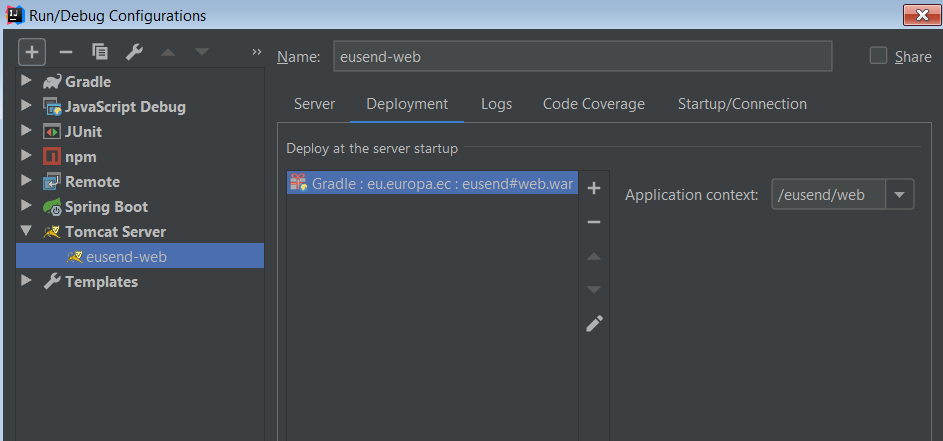 Run/Debug Configurations
Name: eusend-web Share
Gradle
JavaScript Debug
JUnit
npm
Remote
Spring Boot
Tomcat Server
eusend-web
Templates
Server Deployment Logs Code Coverage Startup/Connection
Deploy at the server startup
Gradle : eu.europa.ec : eusend#web.war
Application context: /eusend/web